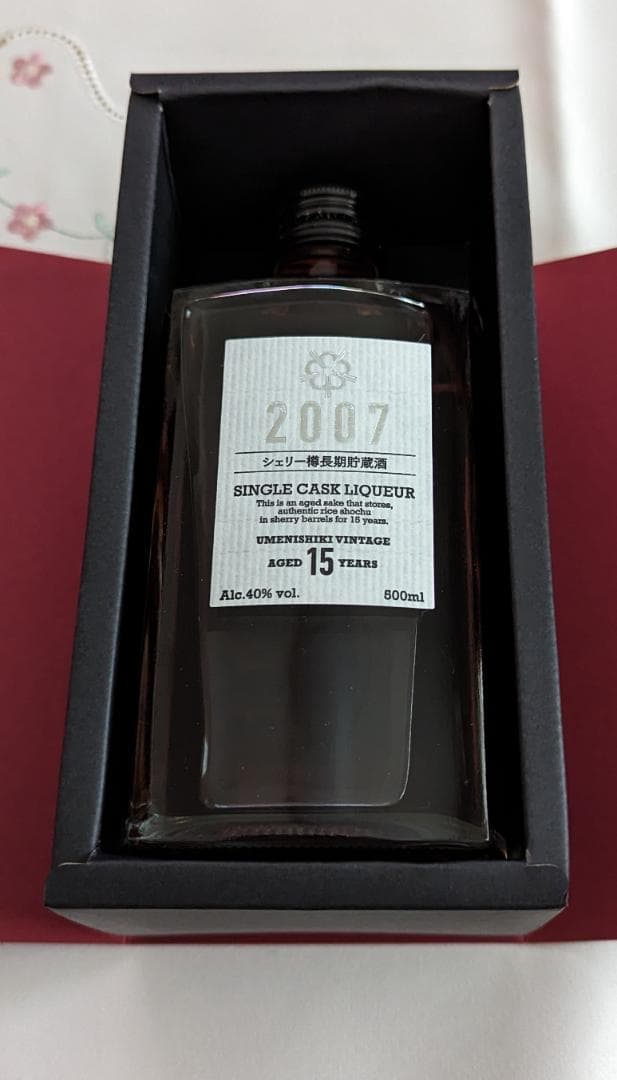 2007
シェリー樽長期貯蔵酒
SINGLE CASK LIQUEUR
This is an aged sake that stores,
authentic rice shochu
in sherry barrels for 15 years.
UMENISHIKI VINTAGE
AGED 15 YEARS
Alc.40% vol. 500ml